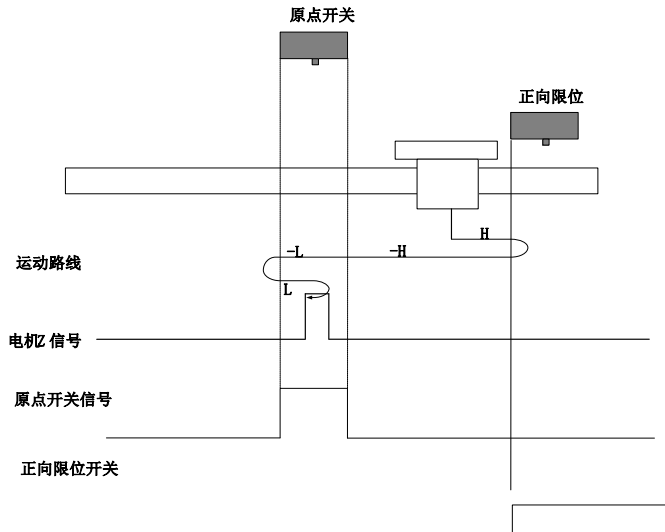 原点开关
正向限位
H
-L
-H
运动路线
L
电机Z 信号
原点开关信号
正向限位开关